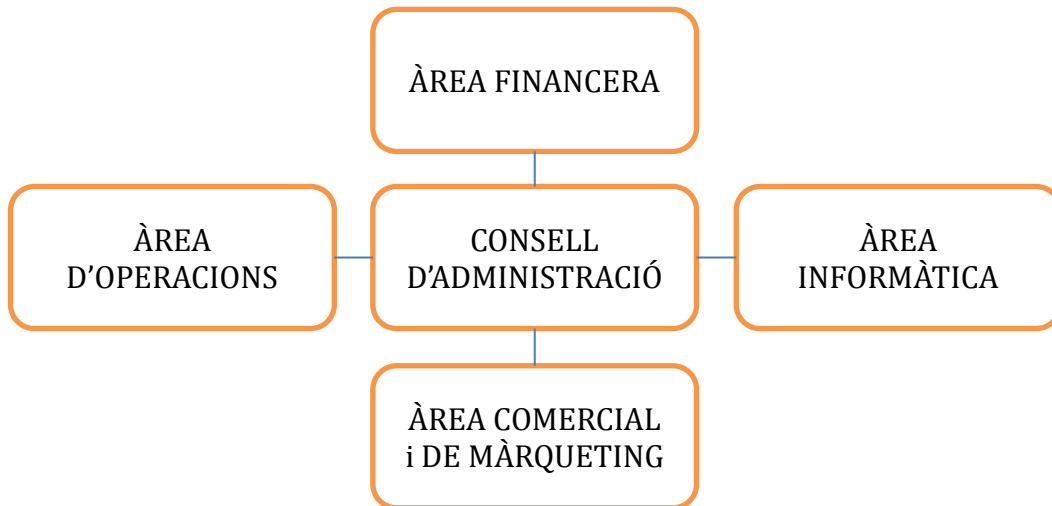 ÀREA FINANCERA
ÀREA
D’OPERACIONS
CONSELL
D’ADMINISTRACIÓ
ÀREA
INFORMÀTICA
ÀREA COMERCIAL
i DE MÀRQUETING